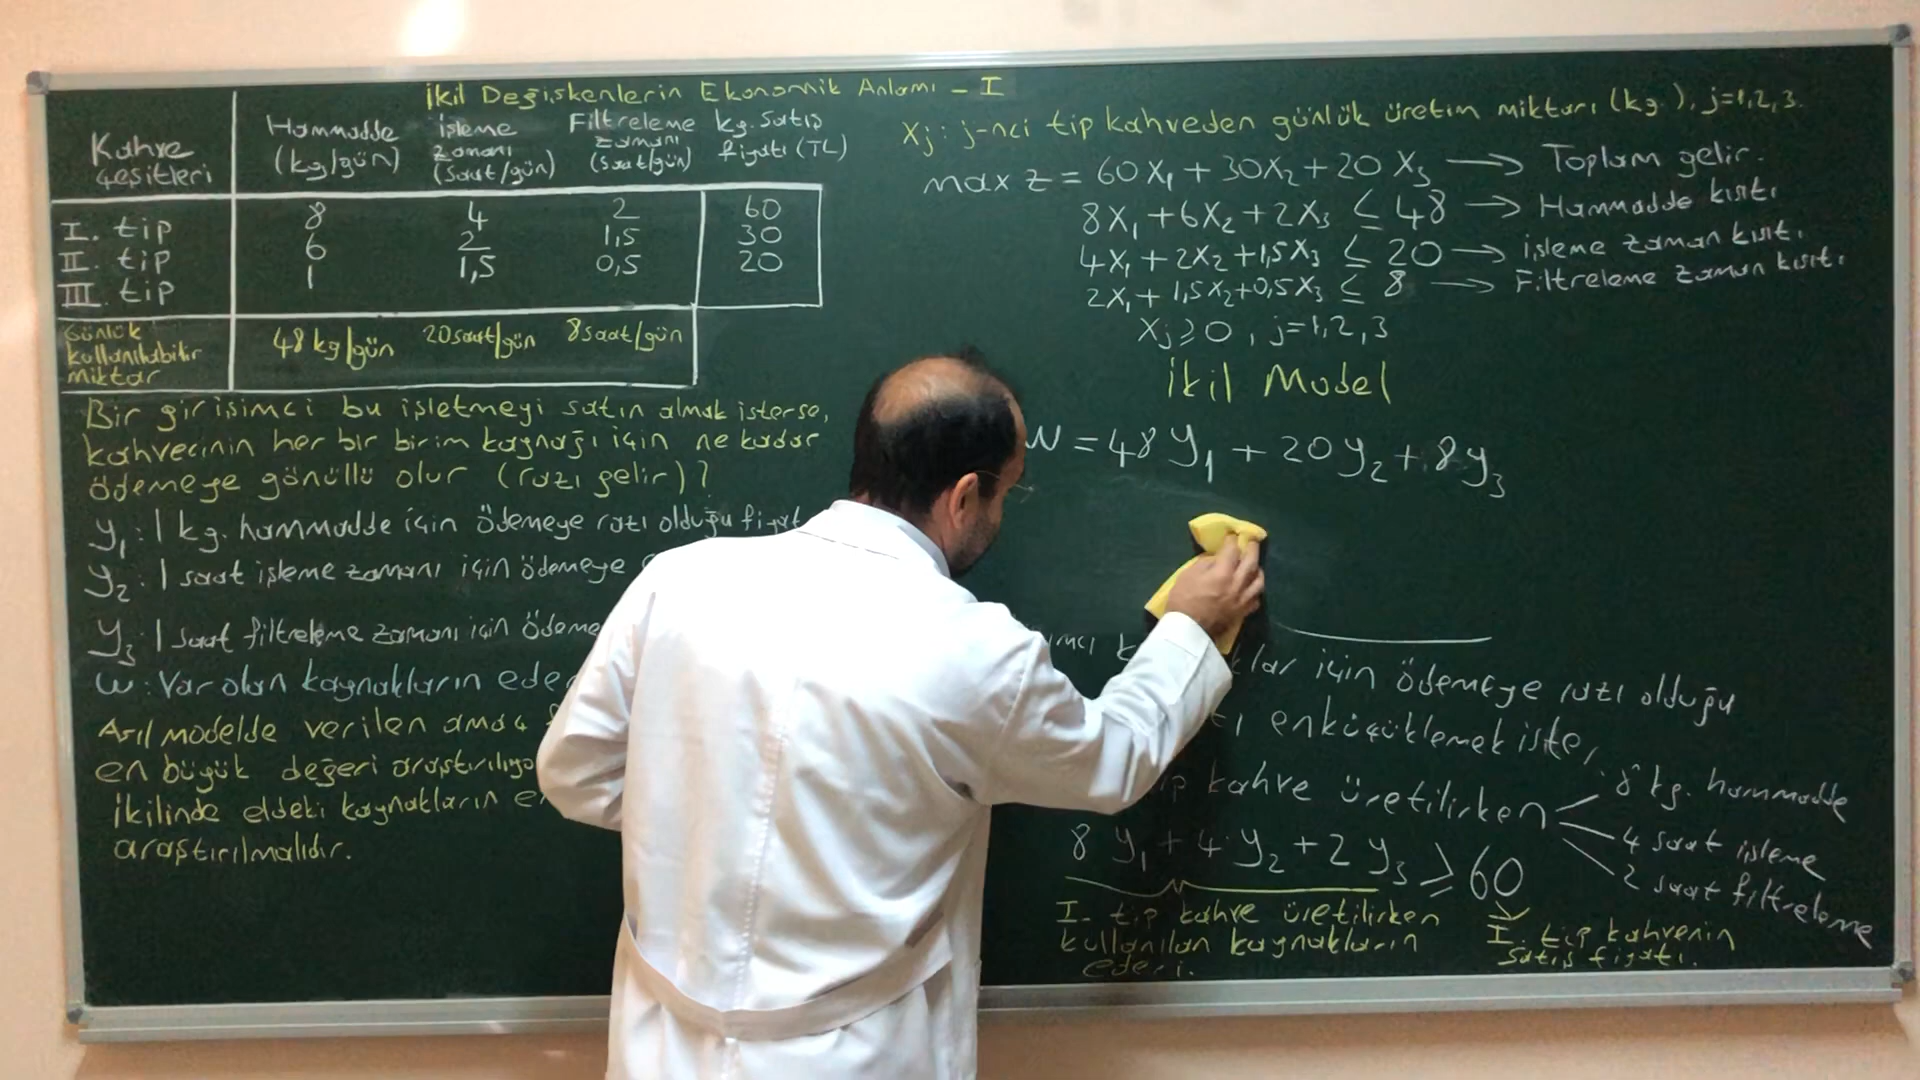 İkil Değişkenlerin Ekonomik Anlamı - I
Kahve çeşitleri
Hammadde (kg/gün)
işleme zamanı (saat/gün)
Filtreleme zamanı (saat/gün)
kg. satış fiyatı (TL)
I. tip 8 4 2 60
II. tip 6 2 1,5 30
III. tip 1 1,5 0,5 20
Günlük kullanılabilir miktar 48 kg/gün 20 saat/gün 8 saat/gün
Bir girişimci bu işletmeyi satın almak isterse,
kahvecinin her bir birim kaynağı için ne kadar
ödemeye gönüllü olur (razı gelir)?
y₁: 1 kg. hammadde için ödemeye razı olduğu fiyat
y₂: 1 saat işleme zamanı için ödemeye
y₃: 1 saat filtreleme zamanı için
w: Var olan kaynakların
Asıl modelde verilen amaç
en büyük değeri
ikilinde eldeki kaynakların
araştırılmalıdır.
Xj: j-nci tip kahveden günlük üretim miktarı (kg.), j=1,2,3.
max z = 60X₁ + 30X₂ + 20X₃ → Toplam gelir.
8X₁ + 6X₂ + 2X₃ ≤ 48 → Hammadde kısıtı
4X₁ + 2X₂ + 1,5X₃ ≤ 20 → işleme zaman kısıtı.
2X₁ + 1,5X₂ + 0,5X₃ ≤ 8 → Filtreleme zaman kısıtı
Xj ≥ 0, j=1,2,3
İkil Model
w = 48y₁ + 20y₂ + 8y₃
için ödemeye razı olduğu
enküçüklemek ister
kahve üretilirken
8 kg. hammadde
4 saat işleme
2 saat filtreleme
8y₁ + 4y₂ + 2y₃ ≥ 60
I. tip kahve üretilirken
kullanılan kaynakların
ederi.
I. tip kahvenin
satış fiyatı.